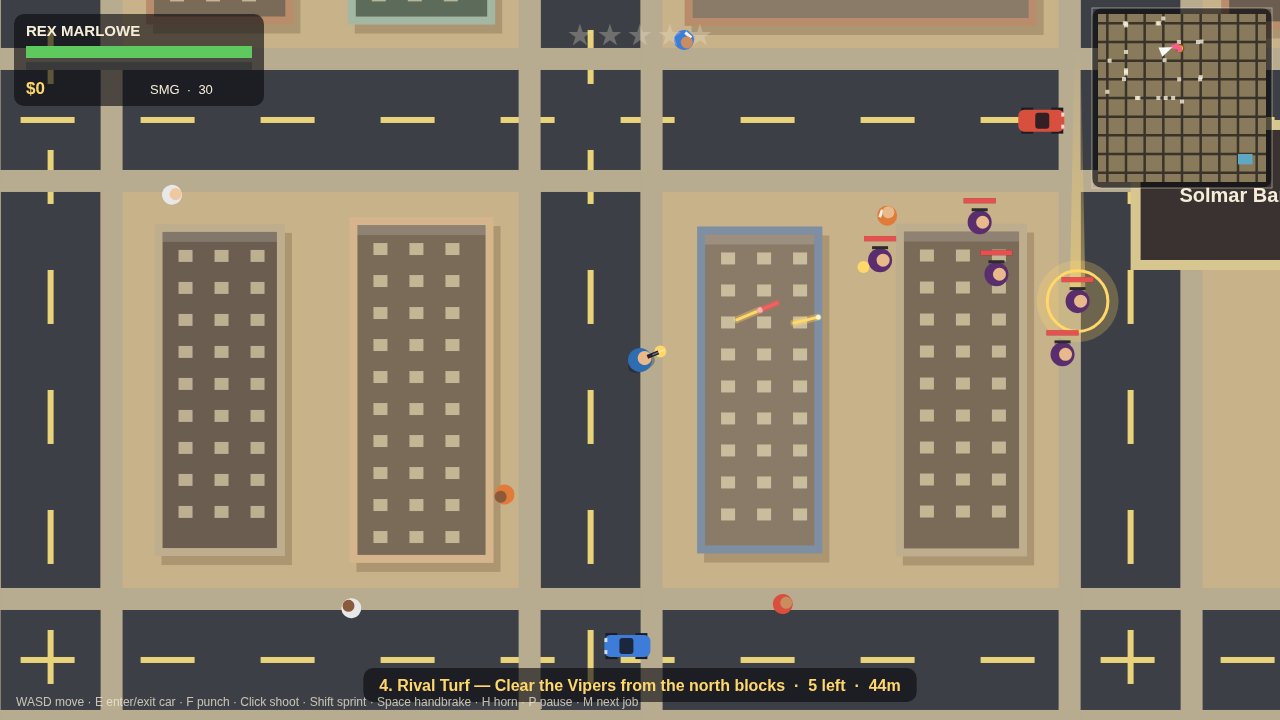 REX MARLOWE
$0
SMG · 30
Solmar Ba
4. Rival Turf — Clear the Vipers from the north blocks · 5 left · 44m
WASD move · E enter/exit car · F punch · Click shoot · Shift sprint · Space handbrake · H horn · P pause · M next job